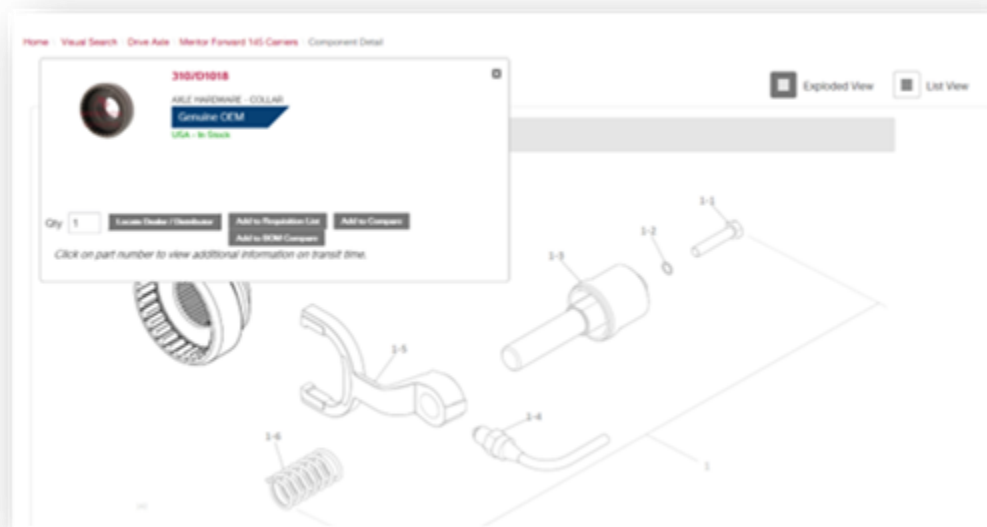 Home Visual Search Drive Axle Meritor Forward 145 Carriers Component Detail
310/D1018
AXLE HARDWARE - COLLAR
Genuine OEM
USA - In Stock
Exploded View
List View
Qty 1 Locate Dealer / Distributor Add to Requisition List Add to Compare
Add to BOM Compare
Click on part number to view additional information on transit time.
1-1
1-2
1-3
1-5
1-4
1-6
1